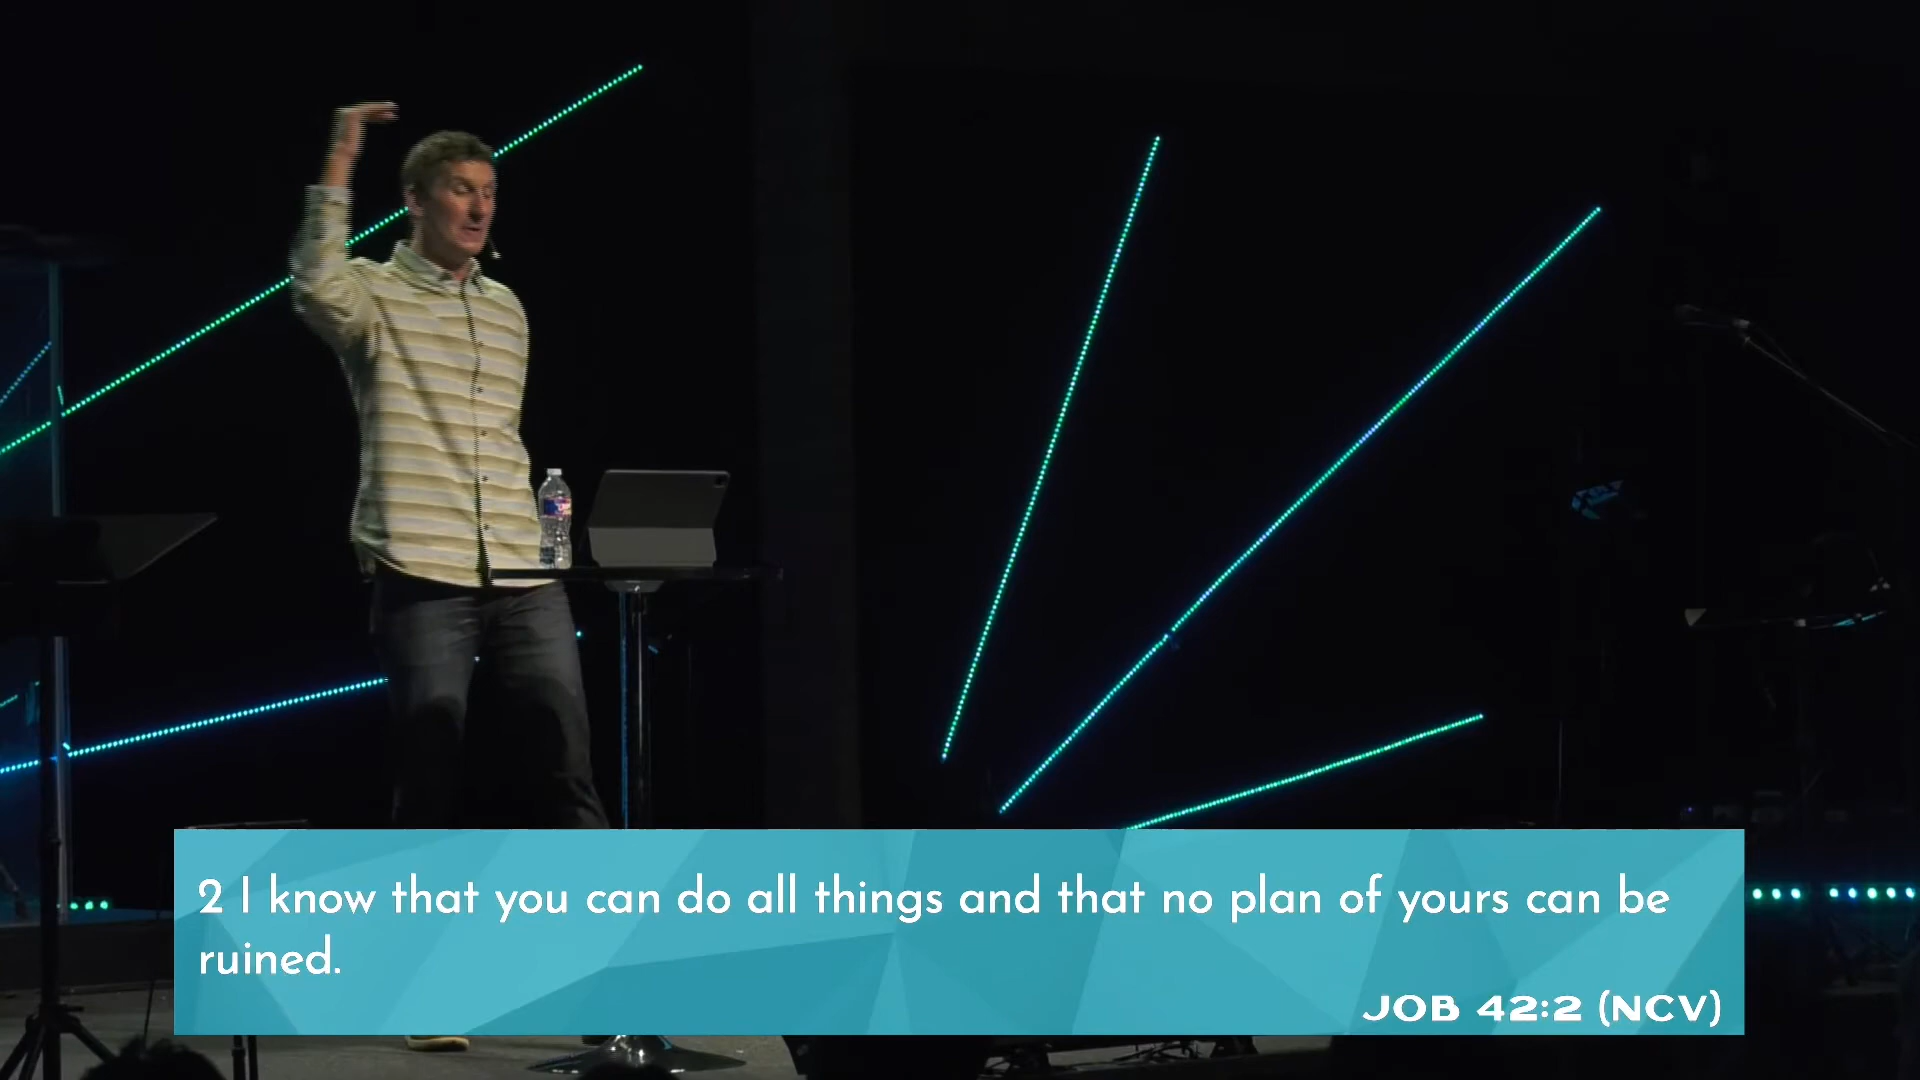 2 I know that you can do all things and that no plan of yours can be
ruined.
JOB 42:2 (NCV)